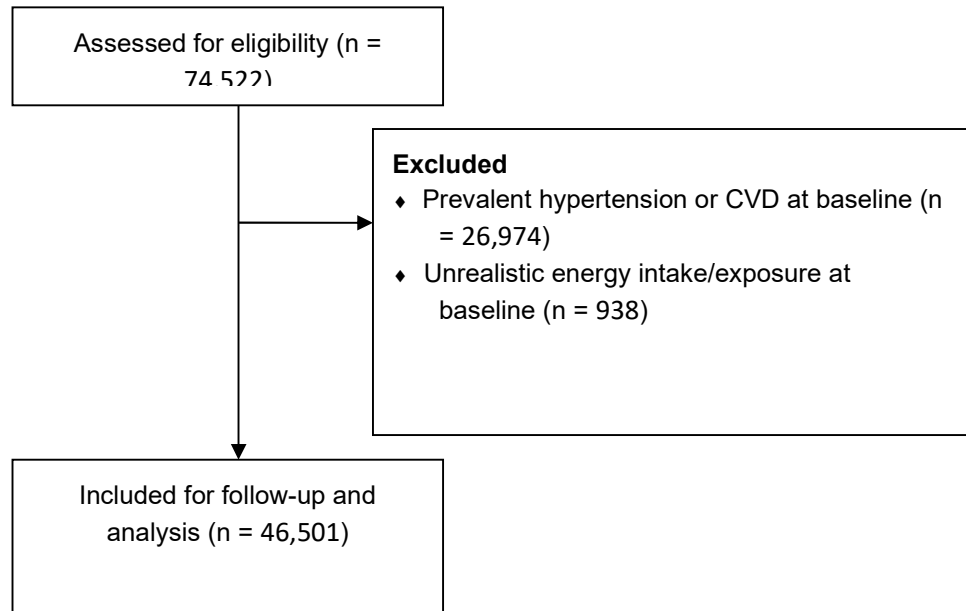 Assessed for eligibility (n =
74,522)
Excluded
♦ Prevalent hypertension or CVD at baseline (n
= 26,974)
♦ Unrealistic energy intake/exposure at
baseline (n = 938)
Included for follow-up and
analysis (n = 46,501)